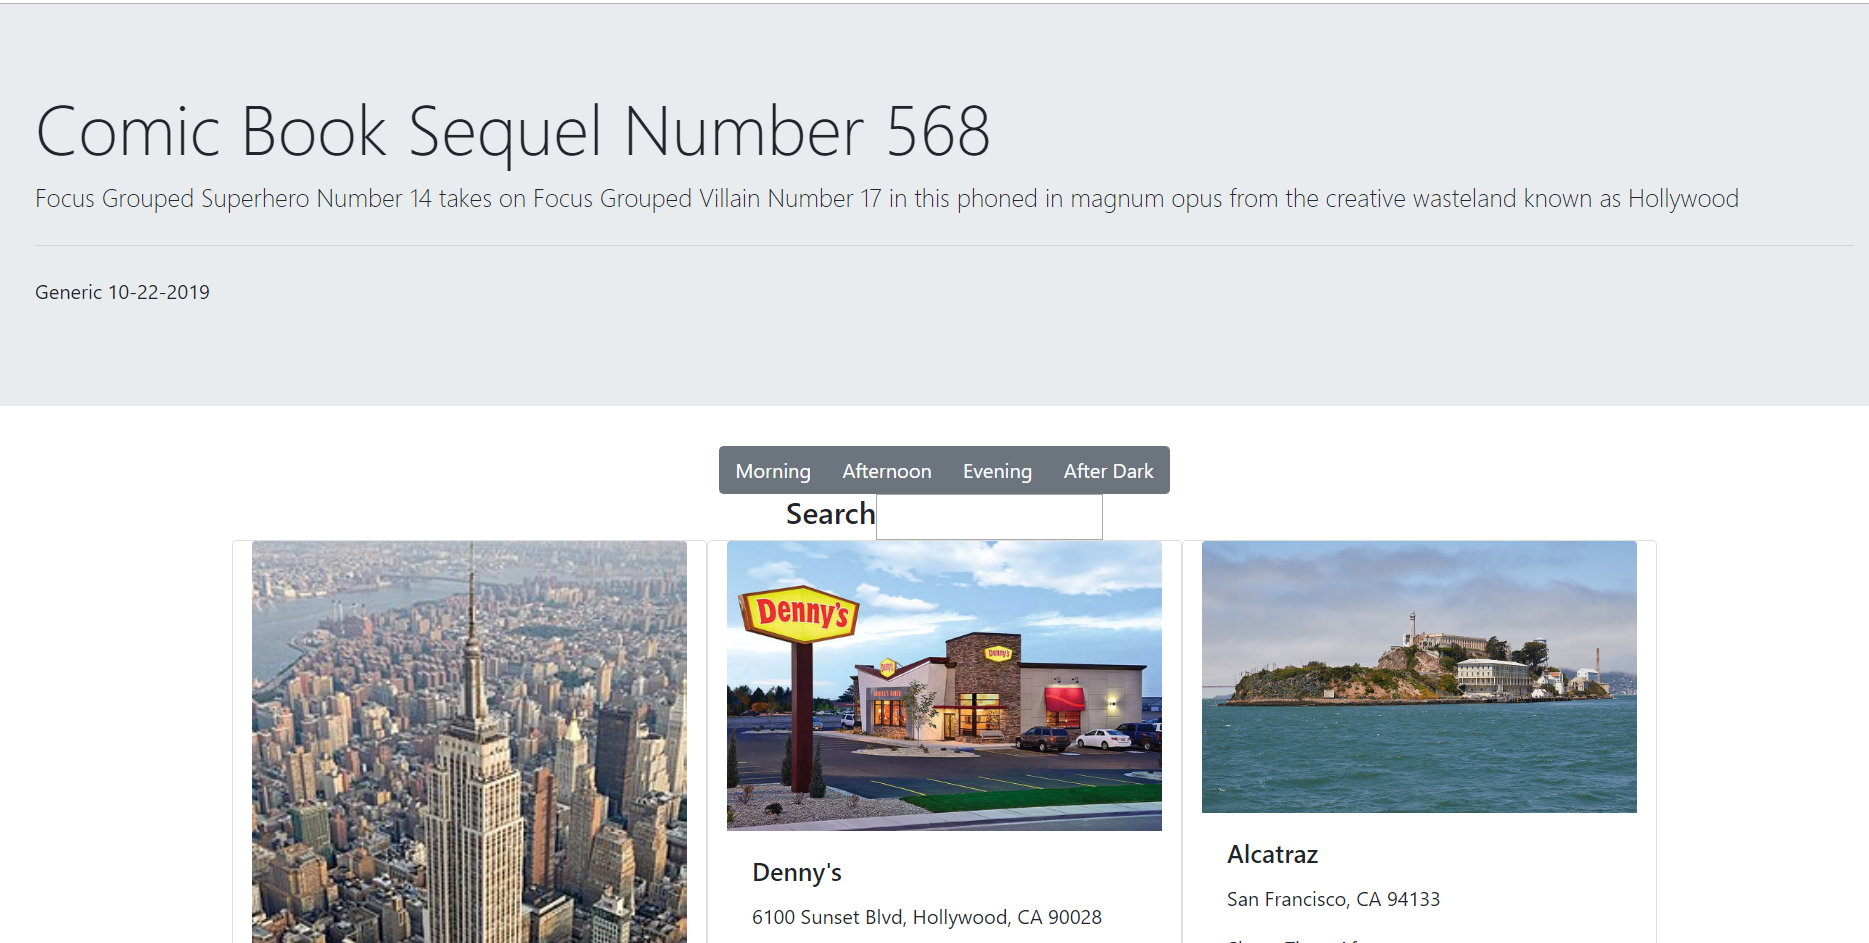 Comic Book Sequel Number 568
Focus Grouped Superhero Number 14 takes on Focus Grouped Villain Number 17 in this phoned in magnum opus from the creative wasteland known as Hollywood
Generic 10-22-2019
Morning Afternoon Evening After Dark
Search
Denny's
Denny's
Denny's
Denny's
6100 Sunset Blvd, Hollywood, CA 90028
Alcatraz
San Francisco, CA 94133